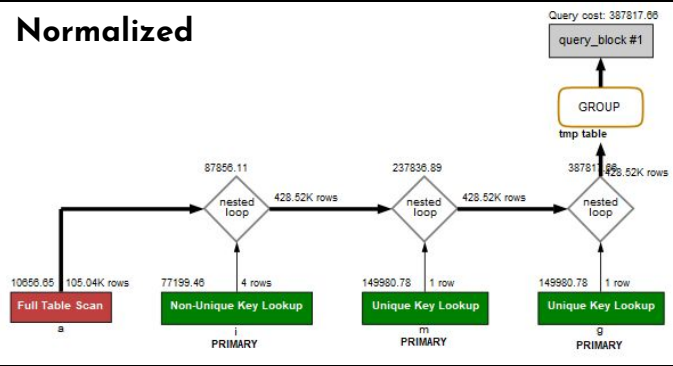 Normalized
Query cost: 387817.66
query_block #1
GROUP
tmp table
87856.11
nested
loop
428.52K rows
237836.89
nested
loop
428.52K rows
387817.66
428.52K rows
nested
loop
10656.65
105.04K rows
Full Table Scan
a
77199.46
4 rows
Non-Unique Key Lookup
i
PRIMARY
149980.78
1 row
Unique Key Lookup
m
PRIMARY
149980.78
1 row
Unique Key Lookup
g
PRIMARY